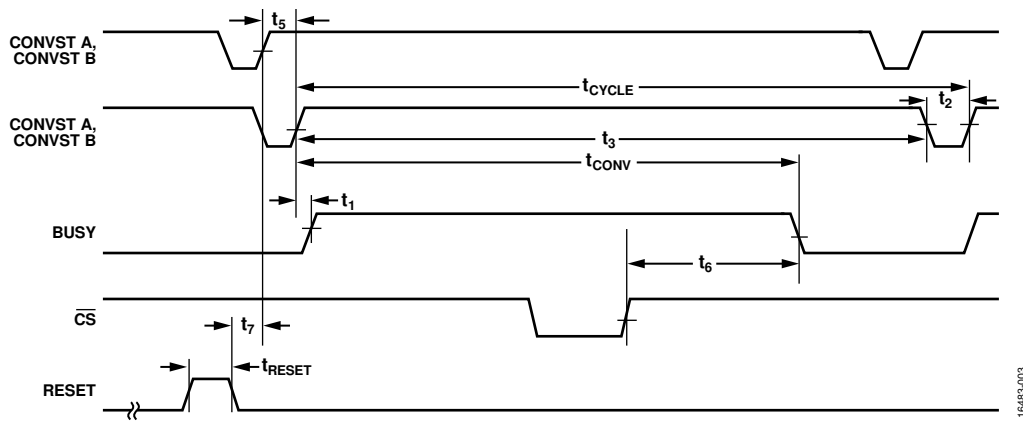 t5
CONVST A,
CONVST B
tCYCLE
t2
CONVST A,
CONVST B
t3
tCONV
t1
BUSY
t6
CS
t7
tRESET
RESET
16483-003